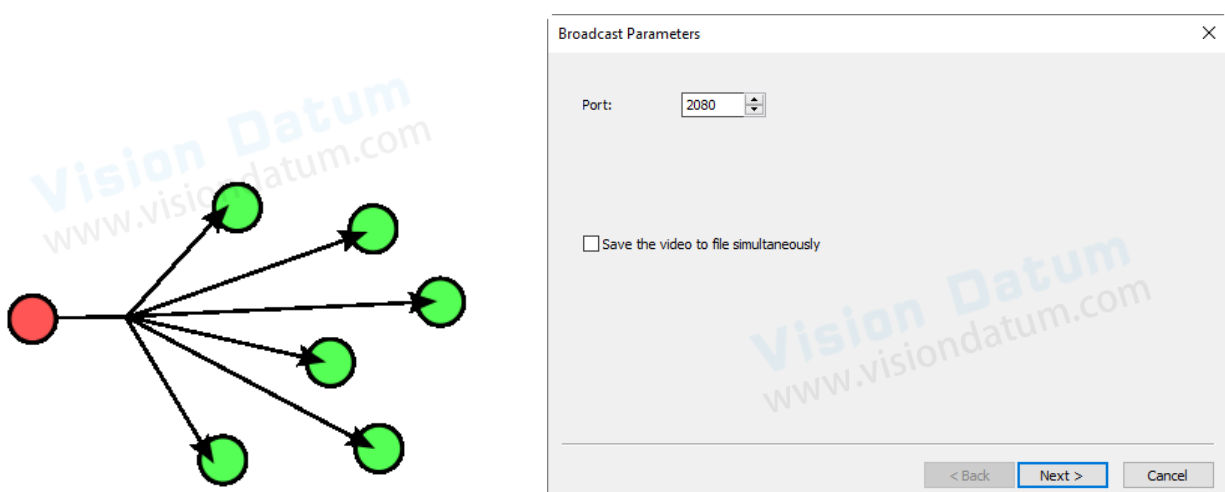 Vision Datum
www.visiondatum.com
Broadcast Parameters
Port: 2080
Save the video to file simultaneously
Vision Datum
www.visiondatum.com
< Back Next > Cancel